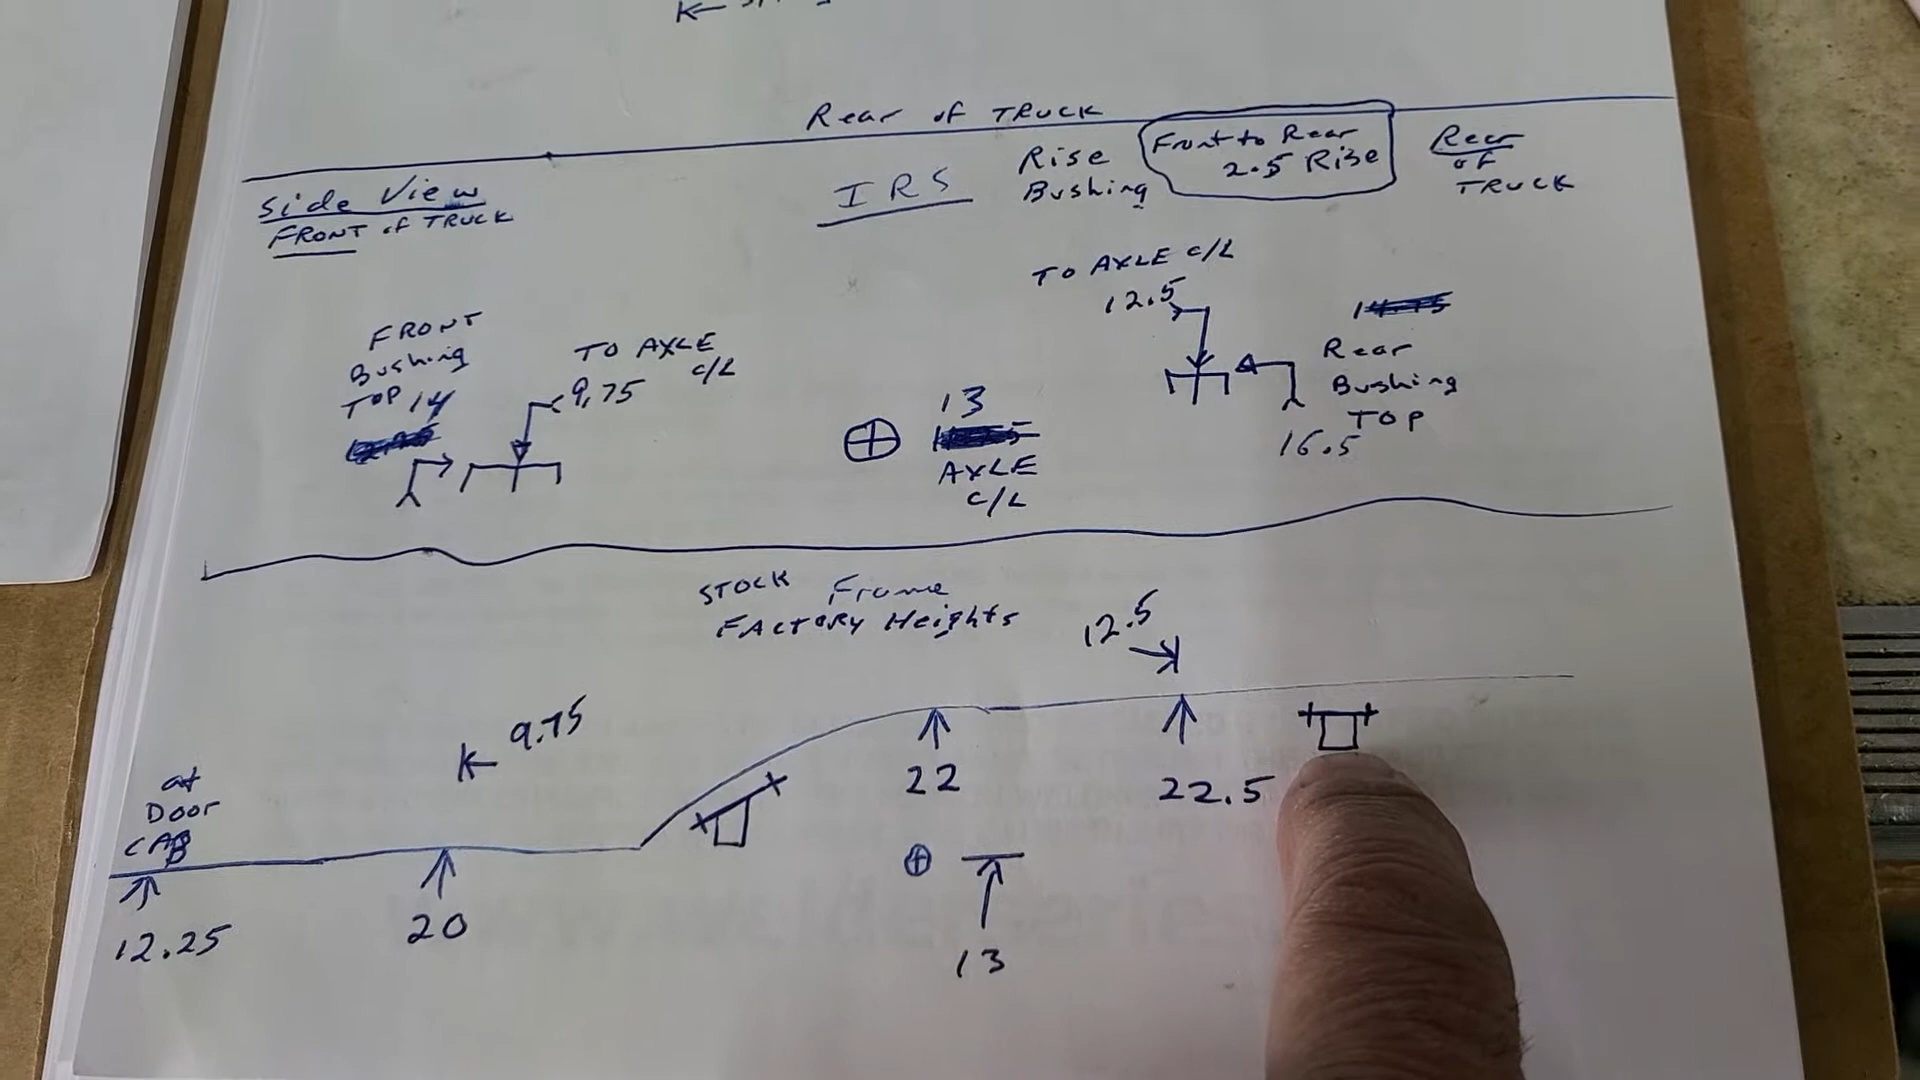 K←
Rear of TRUCK
Side View
FRONT of TRUCK
IRS
Rise
Bushing
Front to Rear
2.5 Rise
Rear
of
TRUCK
FRONT
Bushing
TOP 14
TO AXLE
C/L
9.75
13
AXLE
C/L
TO AXLE C/L
12.5
Rear
Bushing
TOP
16.5
STOCK Frame
FACTORY Heights
12.5
9.75
at
Door
CAB
12.25
20
22
22.5
13